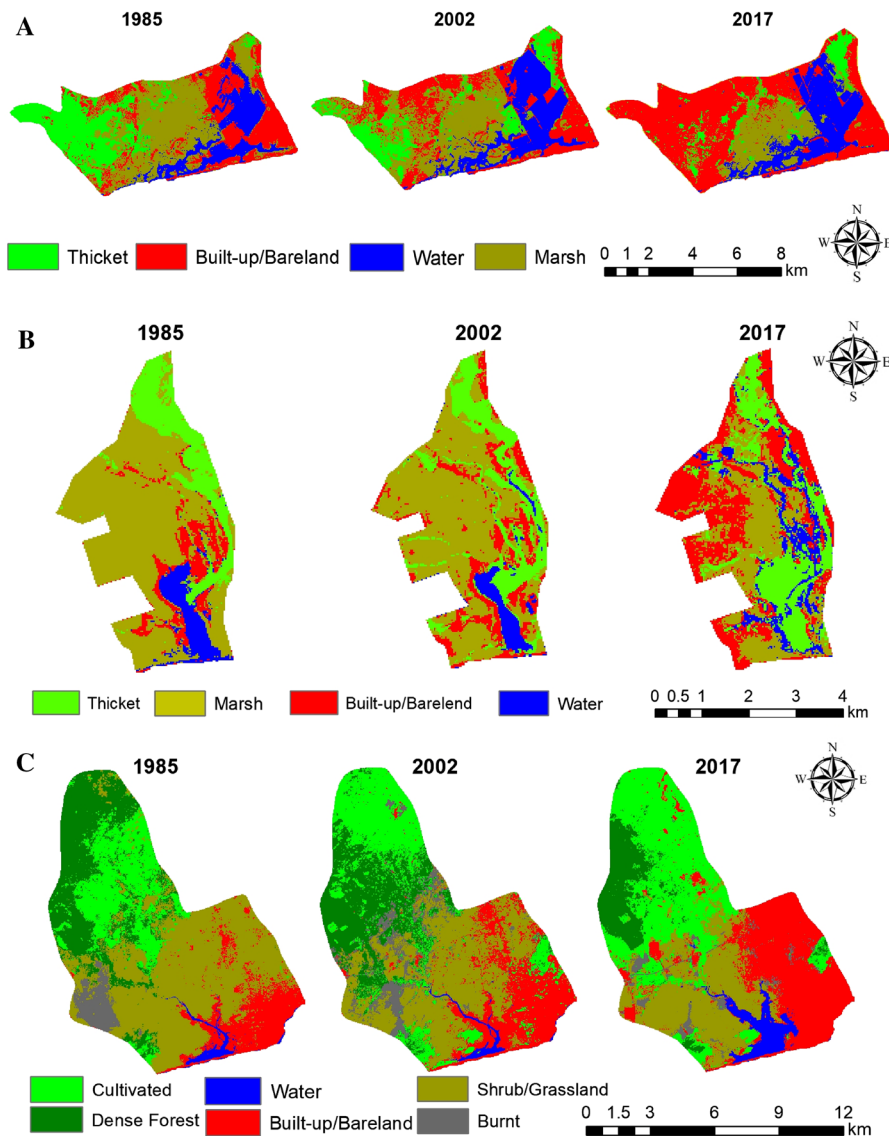 A 1985 2002 2017
Thicket Built-up/Bareland Water Marsh
0 1 2 4 6 8
km
N
W E
S
B 1985 2002 2017
N
W E
S
Thicket Marsh Built-up/Barelend Water
0 0.5 1 2 3 4
km
C 1985 2002 2017
N
W E
S
Cultivated Water Shrub/Grassland
Dense Forest Built-up/Bareland Burnt
0 1.5 3 6 9 12
km